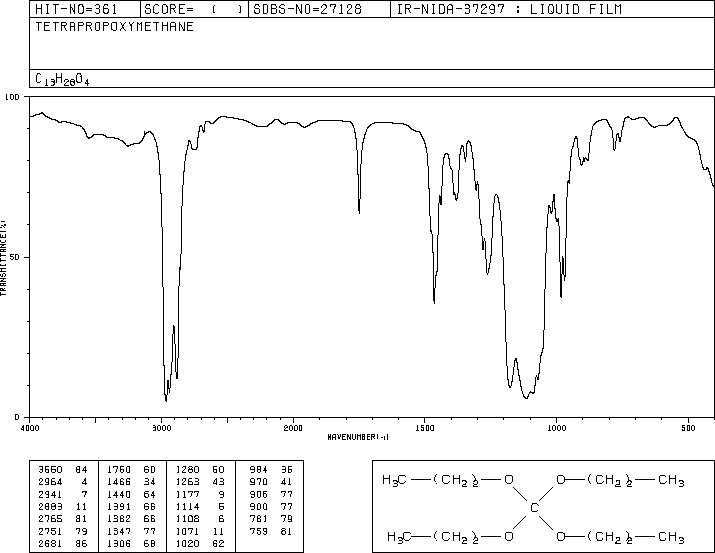 HIT-NO=361 SCORE= ( ) SDBS-NO=27128 IR-NIDA-37297 : LIQUID FILM
TETRAPROPOXYMETHANE
C13H28O4
100
50
0
TRANSMITTANCE(%)
4000 3000 2000 1500 1000 500
WAVENUMBER(-1)
3550 84 1750 60 1280 50 984 36
2964 4 1466 34 1263 43 970 41
2941 7 1440 64 1177 9 906 77
2883 11 1391 66 1114 6 900 77
2765 81 1382 66 1108 6 781 79
2751 79 1347 77 1071 11 759 81
2681 86 1306 68 1020 62
H3C—(CH2)2—O O—(CH2)2—CH3
C
H3C—(CH2)2—O O—(CH2)2—CH3